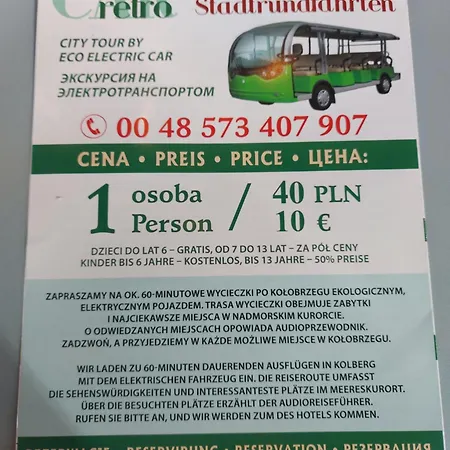 retro Stadtrundfahrten
CITY TOUR BY
ECO ELECTRIC CAR
ЭКСКУРСИЯ НА
ЭЛЕКТРОТРАНСПОРТОМ
00 48 573 407 907
CENA • PREIS • PRICE • ЦЕНА:
1 osoba Person / 40 PLN 10 €
DZIECI DO LAT 6 – GRATIS, OD 7 DO 13 LAT – ZA PÓŁ CENY
KINDER BIS 6 JAHRE – KOSTENLOS, BIS 13 JAHRE – 50% PREISE
ZAPRASZAMY NA OK. 60-MINUTOWE WYCIECZKI PO KOŁOBRZEGU EKOLOGICZNYM,
ELEKTRYCZNYM POJAZDEM. TRASA WYCIECZKI OBEJMUJE ZABYTKI
I NAJCIEKAWSZE MIEJSCA W NADMORSKIM KURORCIE.
O ODWIEDZANYCH MIEJSCACH OPOWIADA AUDIOPRZEWODNIK.
ZADZWOŃ, A PRZYJEDZIEMY W KAŻDE MOŻLIWE MIEJSCE W KOŁOBRZEGU.
WIR LADEN ZU 60-MINUTEN DAUERENDEN AUSFLÜGEN IN KOLBERG
MIT DEM ELEKTRISCHEN FAHRZEUG EIN. DIE REISEROUTE UMFASST
DIE SEHENSWÜRDIGKEITEN UND INTERESSANTESTE PLÄTZE IM MEERESKURORT.
ÜBER DIE BESUCHTEN PLÄTZE ERZÄHLT DER AUDIOREISEFÜHRER.
RUFEN SIE BITTE AN, UND WIR WERDEN ZUM DES HOTELS KOMMEN.
REZERWACJE • RESERVIRUNG • RESERVATION • РЕЗЕРВАЦИЯ